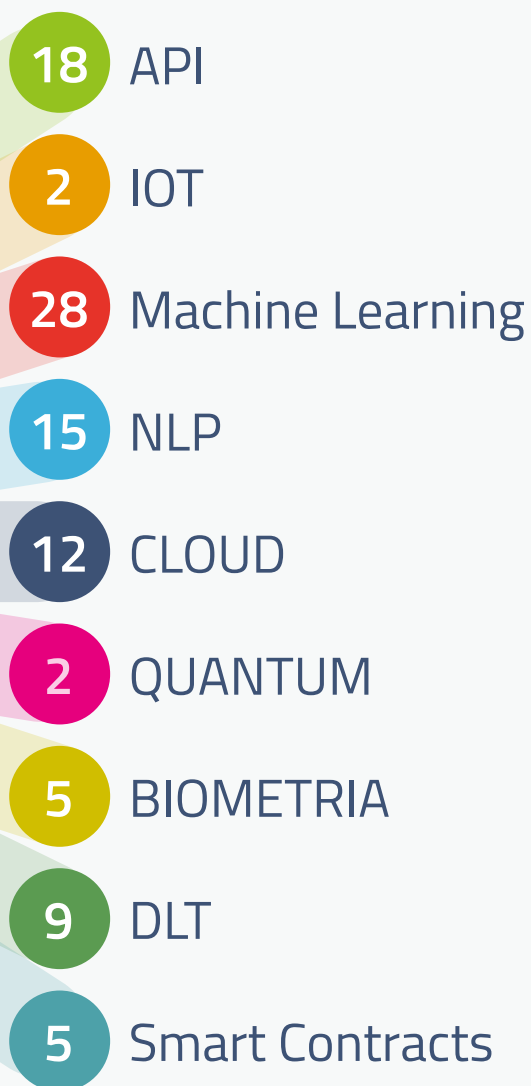 18 API
2 IOT
28 Machine Learning
15 NLP
12 CLOUD
2 QUANTUM
5 BIOMETRIA
9 DLT
5 Smart Contracts